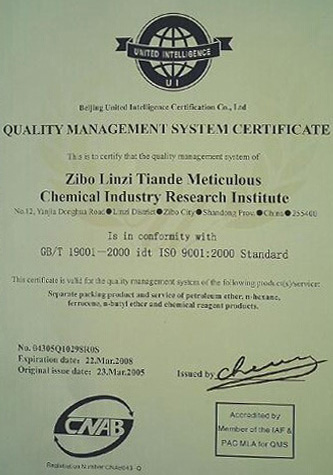 UNITED INTELLIGENCE
UI
Beijing United Intelligence Certification Co., Ltd
QUALITY MANAGEMENT SYSTEM CERTIFICATE
This is to certify that the quality management system of
Zibo Linzi Tiande Meticulous
Chemical Industry Research Institute
No.12, Yanjia Donghua Road●Linzi District●Zibo City●Shandong Prov.●China●255400
Is in conformity with
GB/T 19001-2000 idt ISO 9001:2000 Standard
This certificate is valid for the quality management system of the following product(s)/service:
Separate packing product and service of petroleum ether, n-hexane,
ferrocene, n-butyl ether and chemical reagent products.
No. 04305Q10298R0S
Expiration date: 22.Mar.2008
Original issue date: 23.Mar.2005
Issued by
CNAB
Registration Number CNAB043-Q
Accredited by
Member of the IAF &
PAC MLA for QMS